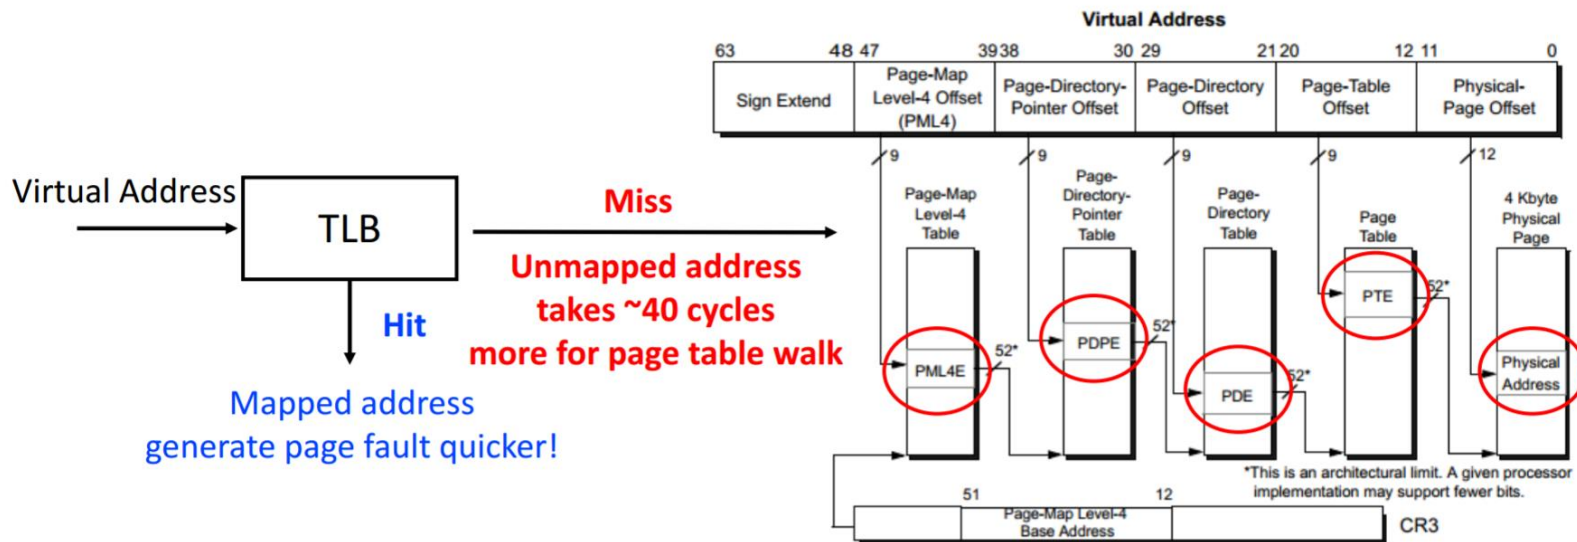 Virtual Address
63
48
47
39
38
30
29
21
20
12
11
0
Sign Extend
Page-Map
Level-4 Offset
(PML4)
Page-Directory-
Pointer Offset
Page-Directory
Offset
Page-Table
Offset
Physical-
Page Offset
9
9
9
9
12
Virtual Address
TLB
Miss
Unmapped address
takes ~40 cycles
more for page table walk
Hit
Mapped address
generate page fault quicker!
Page-Map
Level-4
Table
PML4E
52*
Page-
Directory-
Pointer
Table
PDPE
52*
Page-
Directory
Table
PDE
52*
Page
Table
PTE
52*
4 Kbyte
Physical
Page
Physical
Address
*This is an architectural limit. A given processor
implementation may support fewer bits.
51
12
Page-Map Level-4
Base Address
CR3